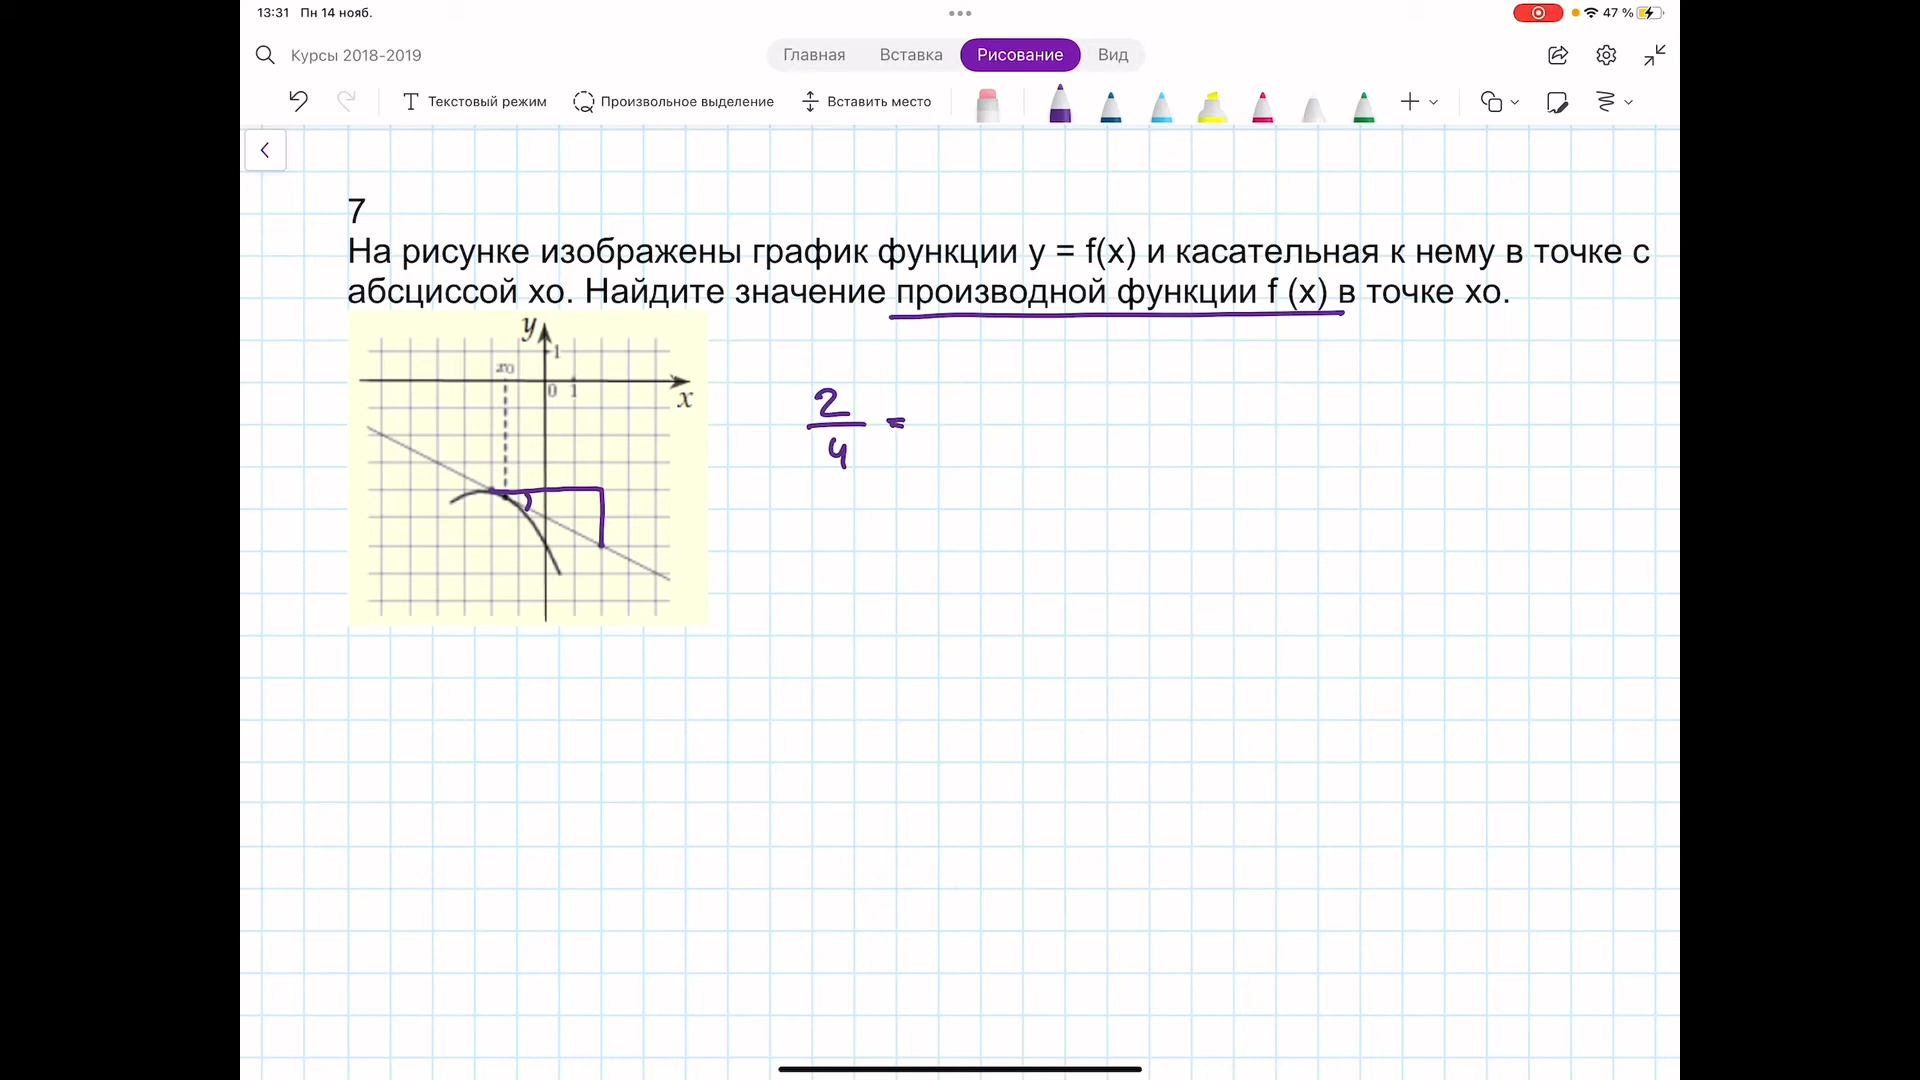 13:31 Пн 14 нояб.
47 %
Курсы 2018-2019
Главная Вставка Рисование Вид
Текстовый режим Произвольное выделение Вставить место
7
На рисунке изображены график функции y = f(x) и касательная к нему в точке с
абсциссой хо. Найдите значение производной функции f (x) в точке хо.
y
1
x0
0 1
x
2
4 =